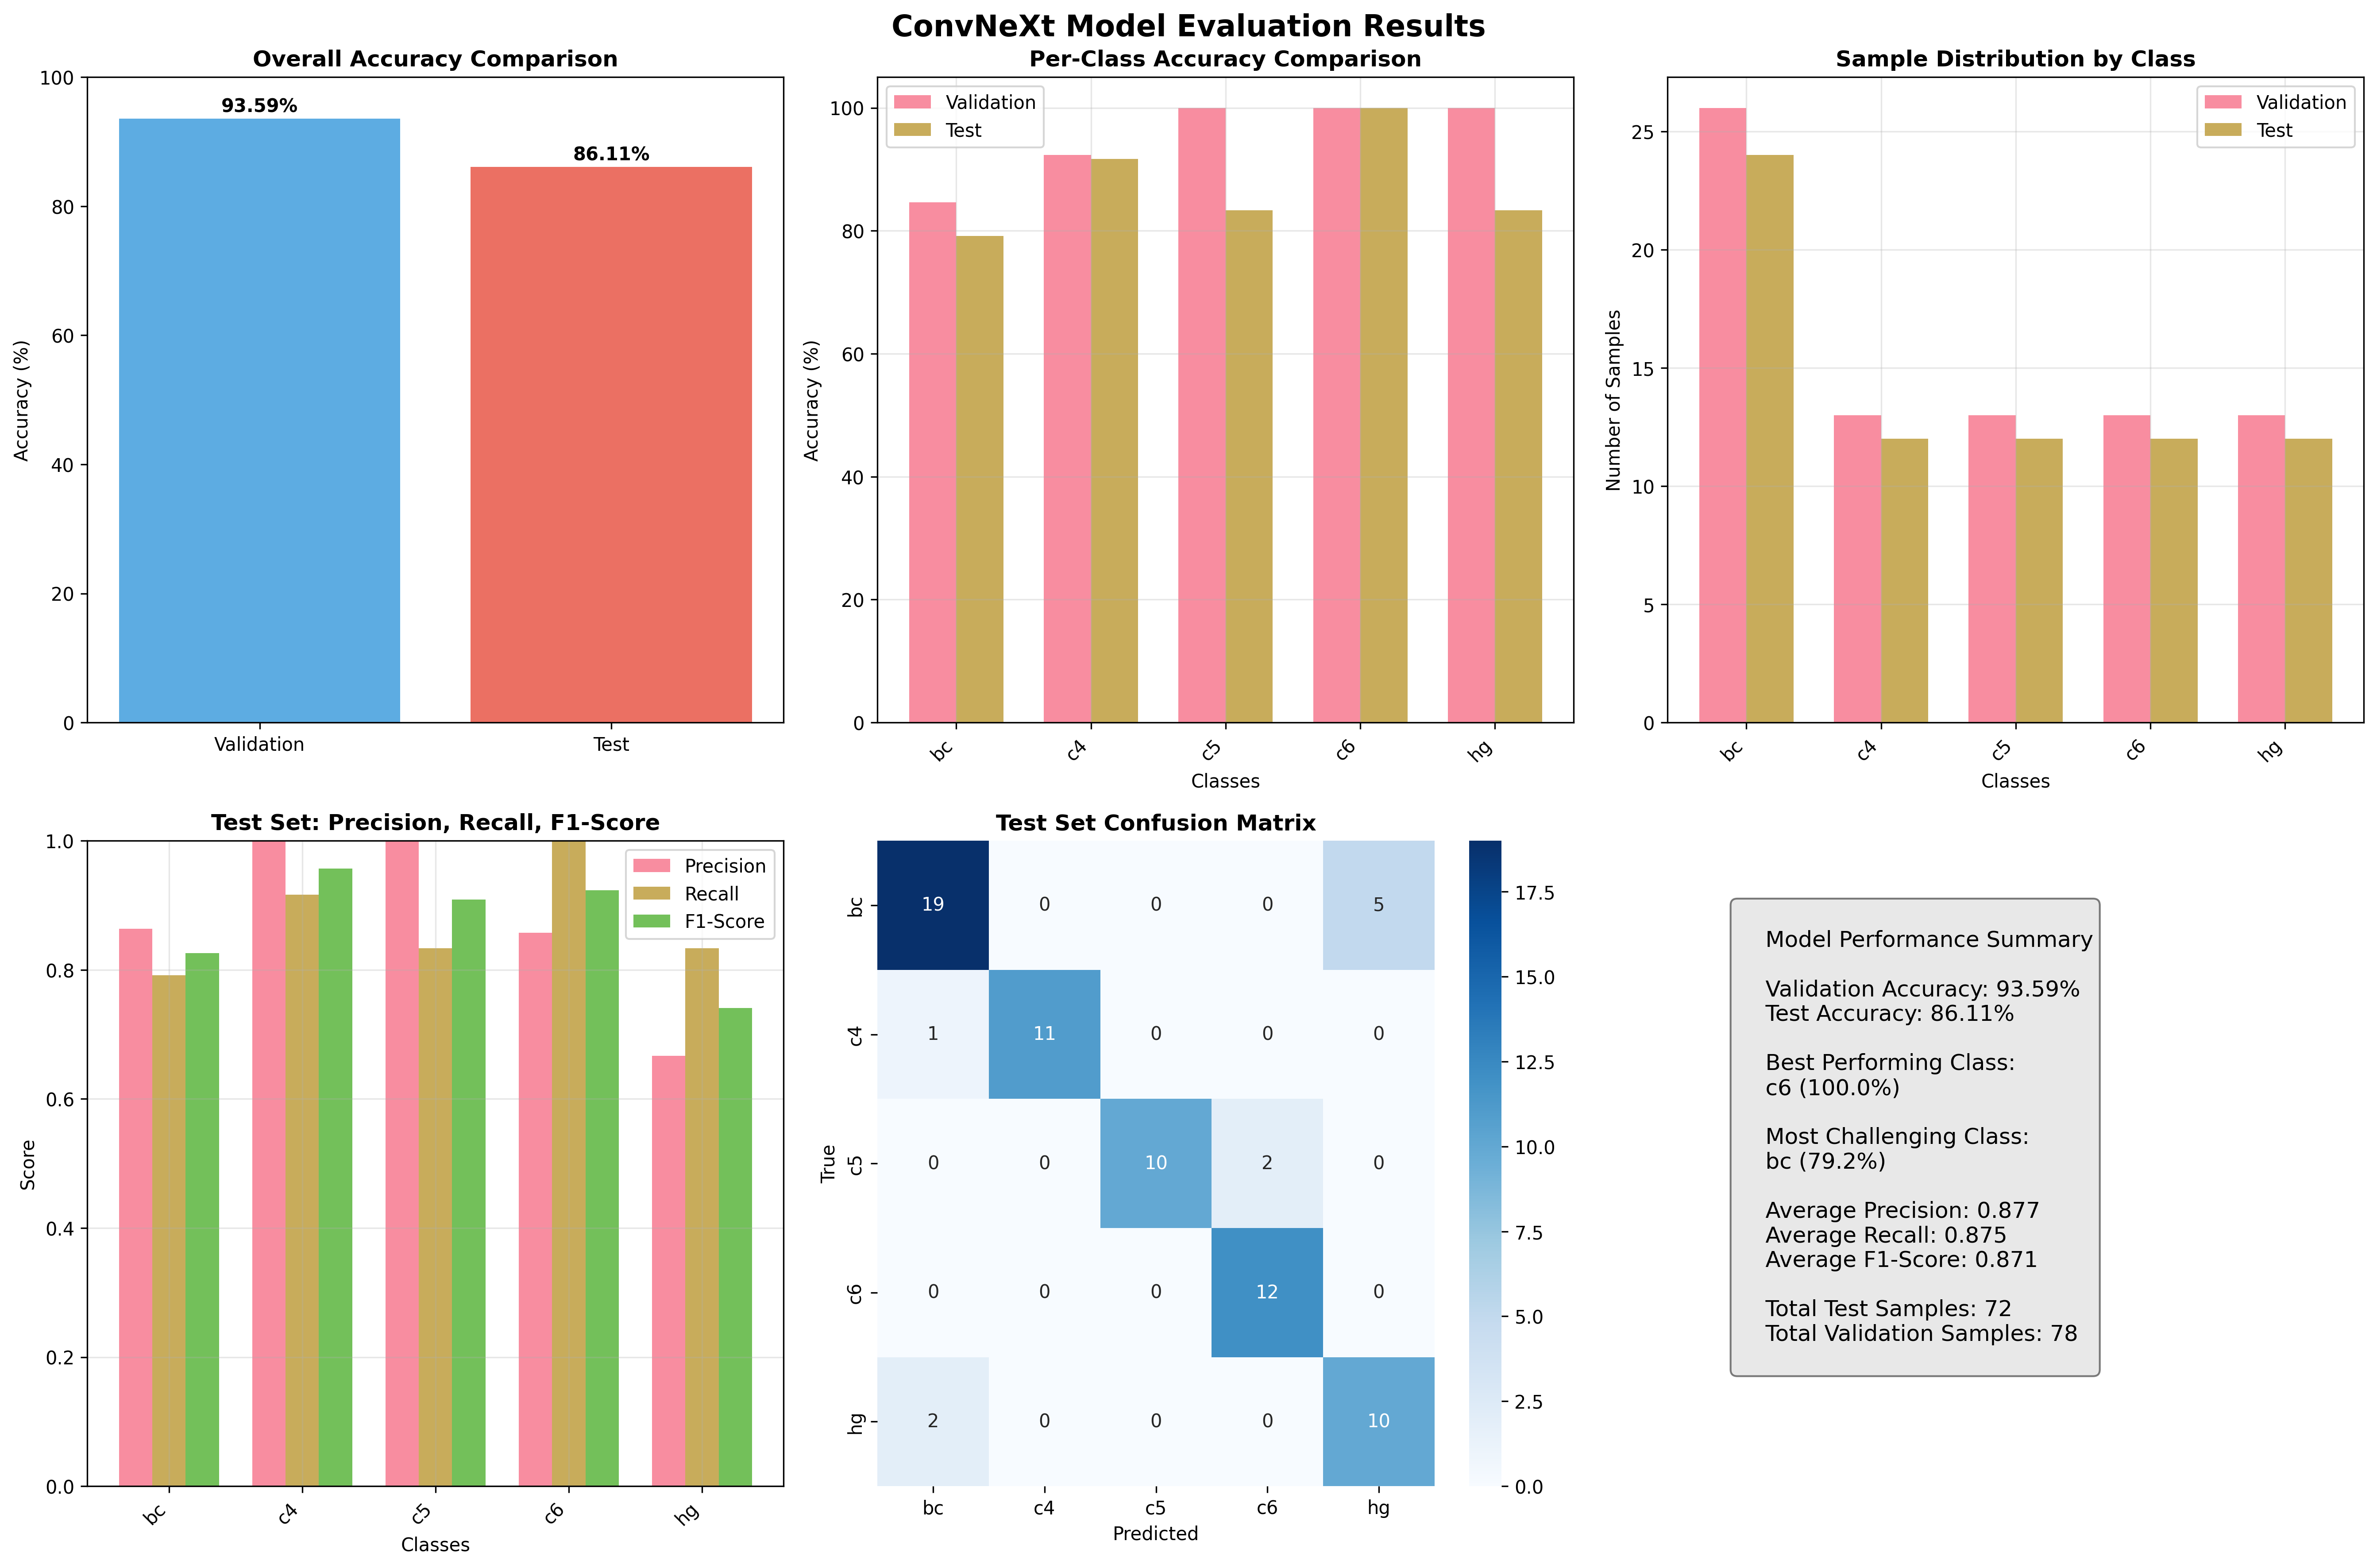 ConvNeXt Model Evaluation Results
Overall Accuracy Comparison
100
80
60
40
20
0
Accuracy (%)
93.59%
86.11%
Validation
Test
Per-Class Accuracy Comparison
Validation
Test
100
80
60
40
20
0
Accuracy (%)
bc
c4
c5
c6
hg
Classes
Sample Distribution by Class
Validation
Test
25
20
15
10
5
0
Number of Samples
bc
c4
c5
c6
hg
Classes
Test Set: Precision, Recall, F1-Score
Precision
Recall
F1-Score
1.0
0.8
0.6
0.4
0.2
0.0
Score
bc
c4
c5
c6
hg
Classes
Test Set Confusion Matrix
True
bc 19 0 0 0 5
c4 1 11 0 0 0
c5 0 0 10 2 0
c6 0 0 0 12 0
hg 2 0 0 0 10
bc c4 c5 c6 hg
Predicted
17.5
15.0
12.5
10.0
7.5
5.0
2.5
0.0
Model Performance Summary
Validation Accuracy: 93.59%
Test Accuracy: 86.11%
Best Performing Class:
c6 (100.0%)
Most Challenging Class:
bc (79.2%)
Average Precision: 0.877
Average Recall: 0.875
Average F1-Score: 0.871
Total Test Samples: 72
Total Validation Samples: 78